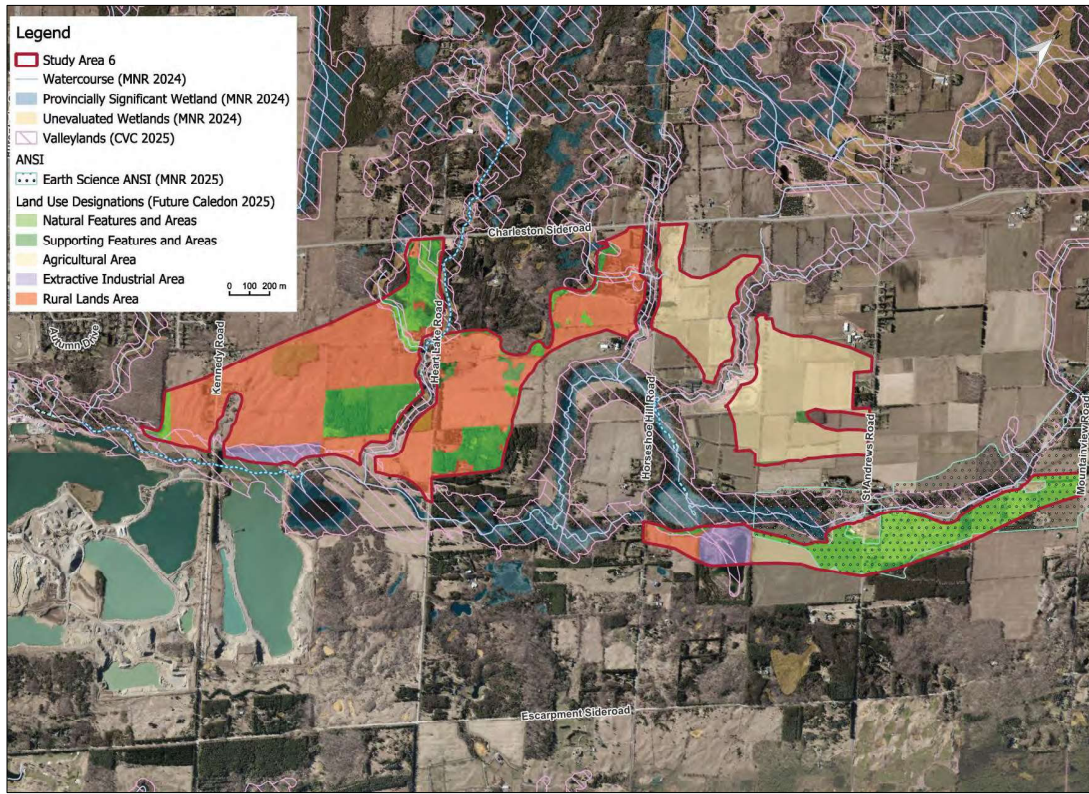 Legend
Study Area 6
Watercourse (MNR 2024)
Provincially Significant Wetland (MNR 2024)
Unevaluated Wetlands (MNR 2024)
Valleylands (CVC 2025)
ANSI
Earth Science ANSI (MNR 2025)
Land Use Designations (Future Caledon 2025)
Natural Features and Areas
Supporting Features and Areas
Agricultural Area
Extractive Industrial Area
Rural Lands Area
0 100 200 m
N
Charleston Sideroad
Autumn Drive
Kennedy Road
Heart Lake Road
Horseshoe Hill Road
St Andrews Road
Mountainview Road
Escarpment Sideroad